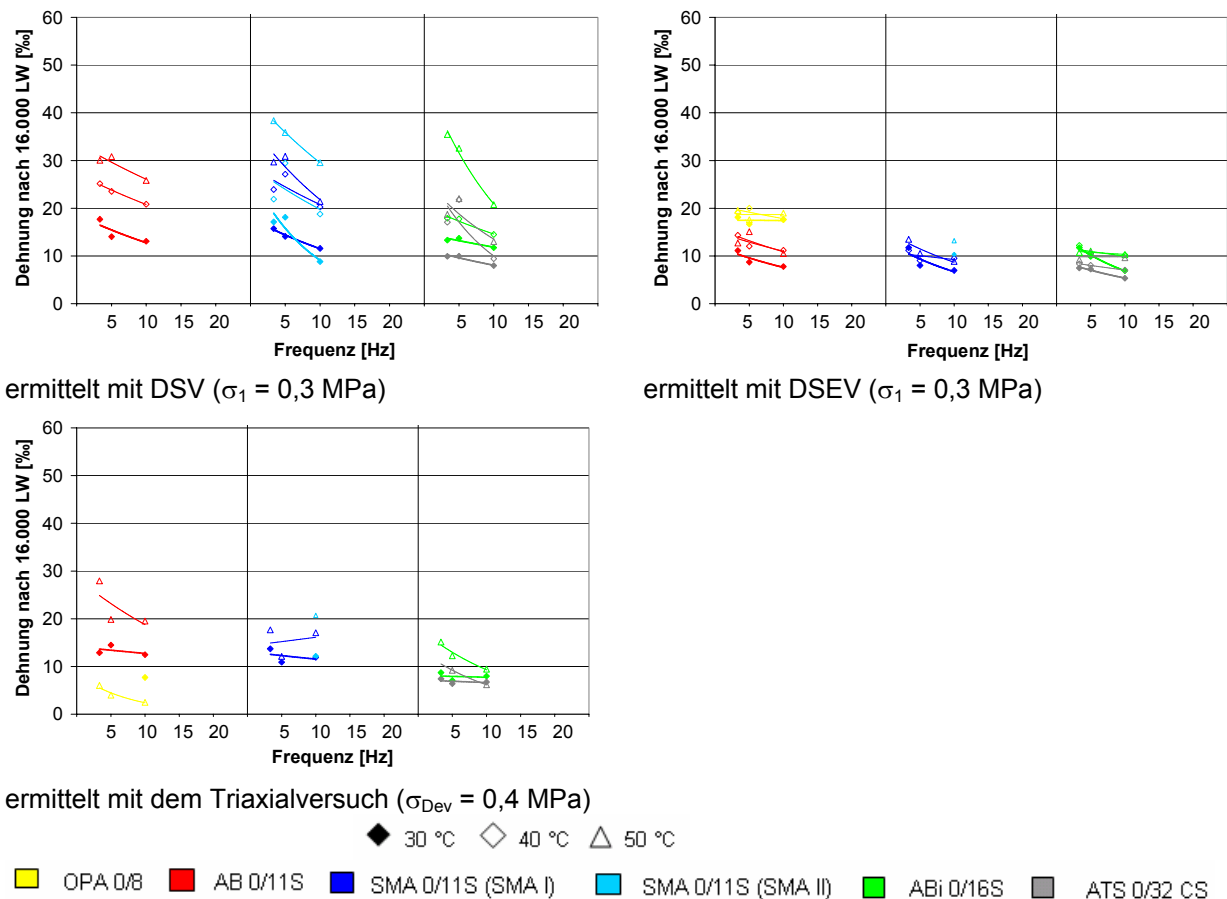 60
50
40
30
20
10
0
Dehnung nach 16.000 LW [‰]
5 10 15 20 5 10 15 20 5 10 15 20
Frequenz [Hz]
ermittelt mit DSV (σ1 = 0,3 MPa)
60
50
40
30
20
10
0
Dehnung nach 16.000 LW [‰]
5 10 15 20 5 10 15 20 5 10 15 20
Frequenz [Hz]
ermittelt mit DSEV (σ1 = 0,3 MPa)
60
50
40
30
20
10
0
Dehnung nach 16.000 LW [‰]
5 10 15 20 5 10 15 20 5 10 15 20
Frequenz [Hz]
ermittelt mit dem Triaxialversuch (σDev = 0,4 MPa)
30 °C 40 °C 50 °C
OPA 0/8 AB 0/11S SMA 0/11S (SMA I) SMA 0/11S (SMA II) ABi 0/16S ATS 0/32 CS